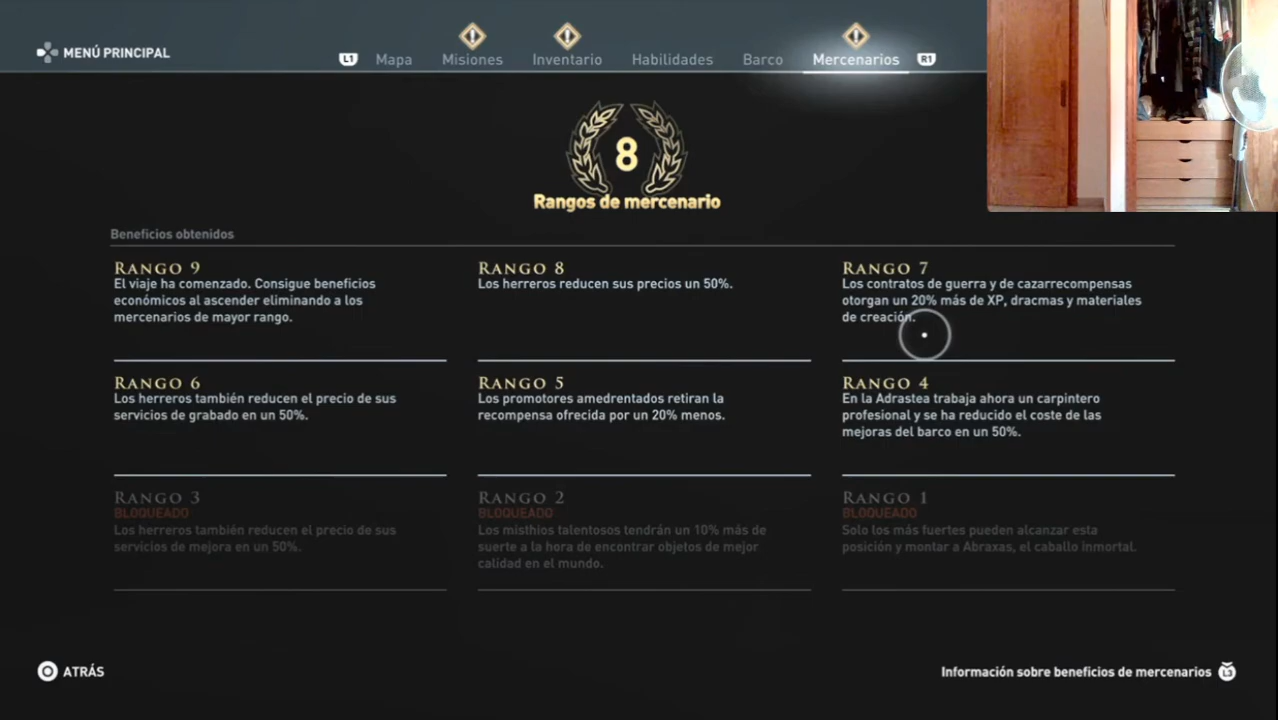 MENÚ PRINCIPAL
L1 Mapa Misiones Inventario Habilidades Barco Mercenarios R1
8
Rangos de mercenario
Beneficios obtenidos
RANGO 9
El viaje ha comenzado. Consigue beneficios
económicos al ascender eliminando a los
mercenarios de mayor rango.
RANGO 8
Los herreros reducen sus precios un 50%.
RANGO 7
Los contratos de guerra y de cazarrecompensas
otorgan un 20% más de XP, dracmas y materiales
de creación.
RANGO 6
Los herreros también reducen el precio de sus
servicios de grabado en un 50%.
RANGO 5
Los promotores amedrentados retiran la
recompensa ofrecida por un 20% menos.
RANGO 4
En la Adrastea trabaja ahora un carpintero
profesional y se ha reducido el coste de las
mejoras del barco en un 50%.
RANGO 3
BLOQUEADO
Los herreros también reducen el precio de sus
servicios de mejora en un 50%.
RANGO 2
BLOQUEADO
Los misthios talentosos tendrán un 10% más de
suerte a la hora de encontrar objetos de mejor
calidad en el mundo.
RANGO 1
BLOQUEADO
Solo los más fuertes pueden alcanzar esta
posición y montar a Abraxas, el caballo inmortal.
ATRÁS
Información sobre beneficios de mercenarios L3